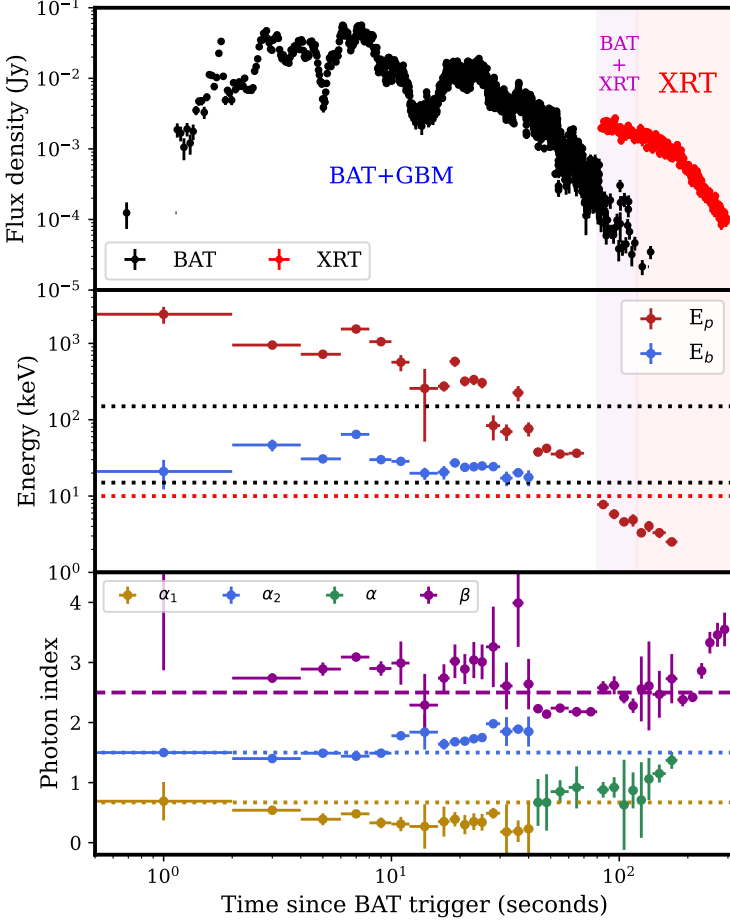 10⁻¹
10⁻²
10⁻³
10⁻⁴
10⁻⁵
Flux density (Jy)
BAT
+
XRT
XRT
BAT+GBM
BAT XRT
10³
10²
10¹
10⁰
Energy (keV)
Eₚ
E_b
4
3
2
1
0
Photon index
α₁ α₂ α β
10⁰ 10¹ 10²
Time since BAT trigger (seconds)